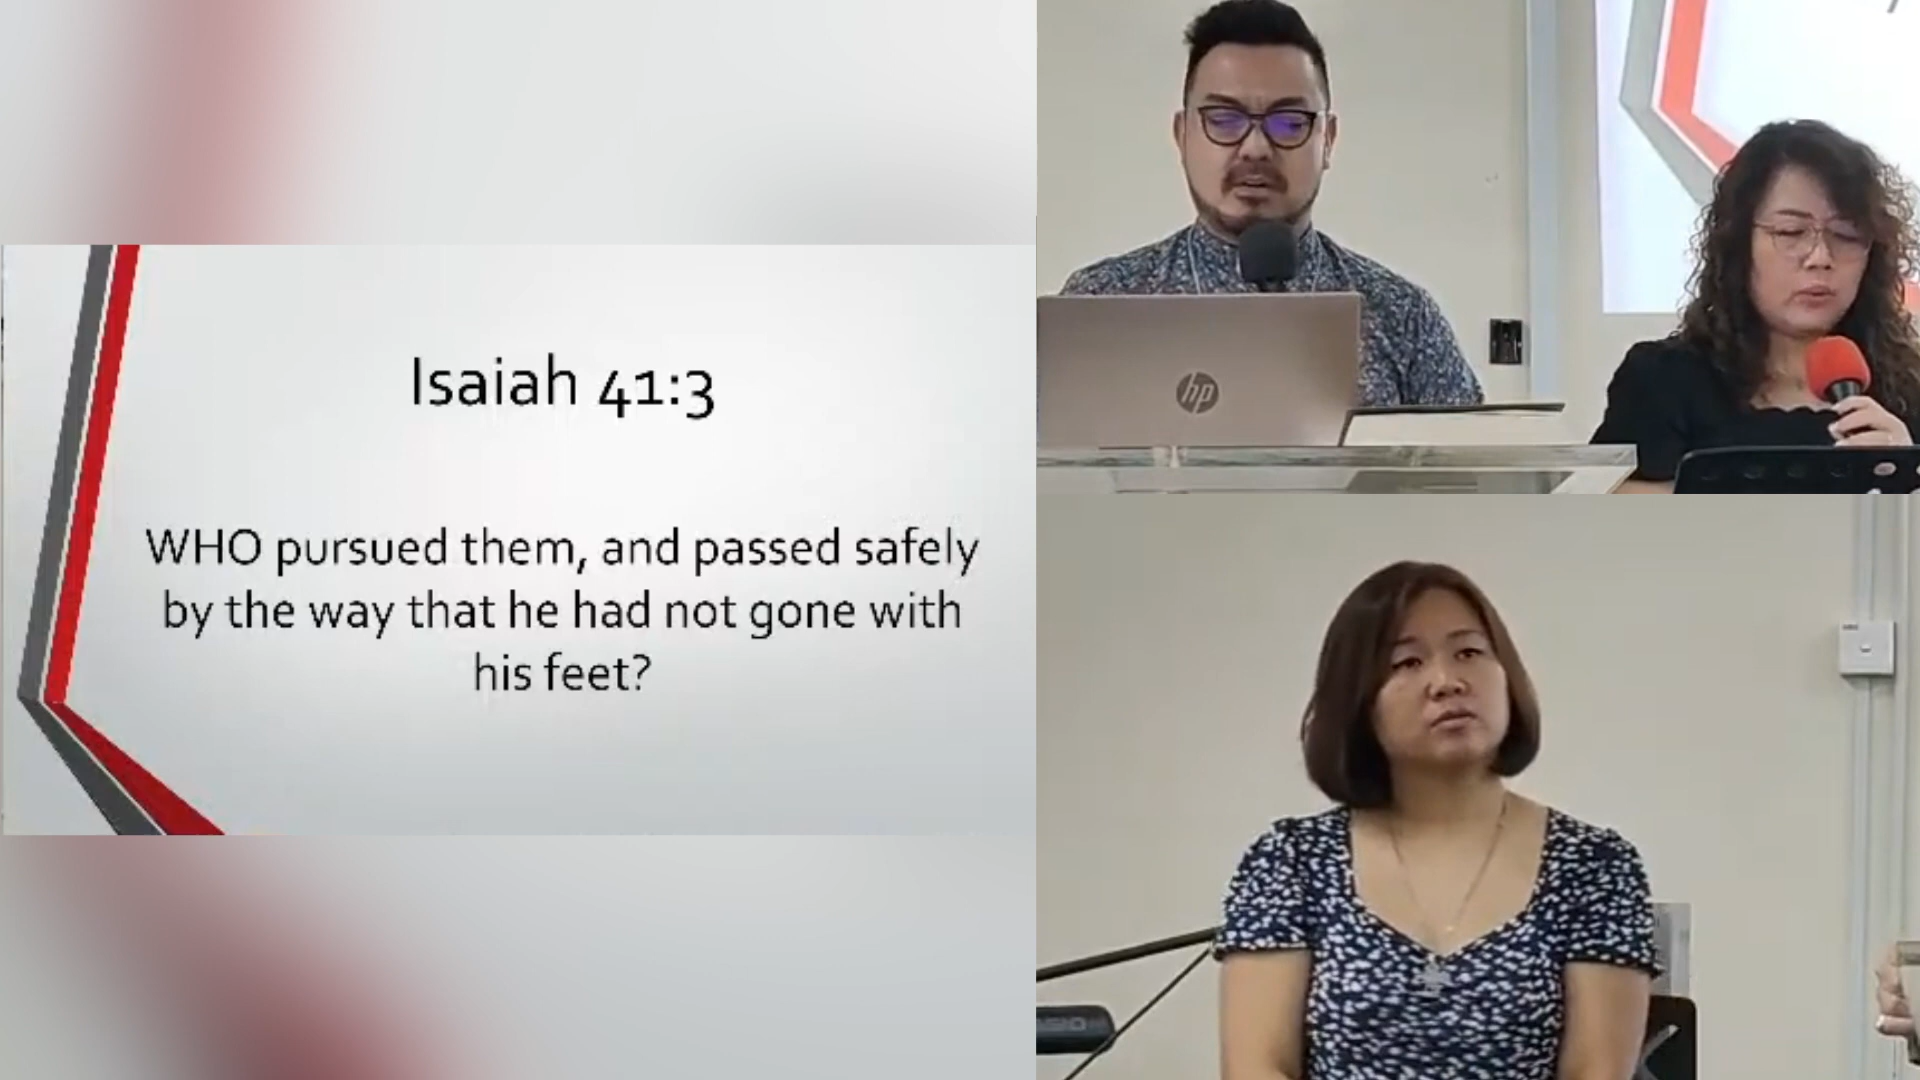 Isaiah 41:3
WHO pursued them, and passed safely
by the way that he had not gone with
his feet?
hp